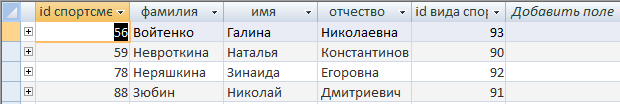 id спортсме фамилия имя отчество id вида спор Добавить поле
56 Войтенко Галина Николаевна 93
59 Невроткина Наталья Константинов 90
78 Неряшкина Зинаида Егоровна 92
88 Зюбин Николай Дмитриевич 91